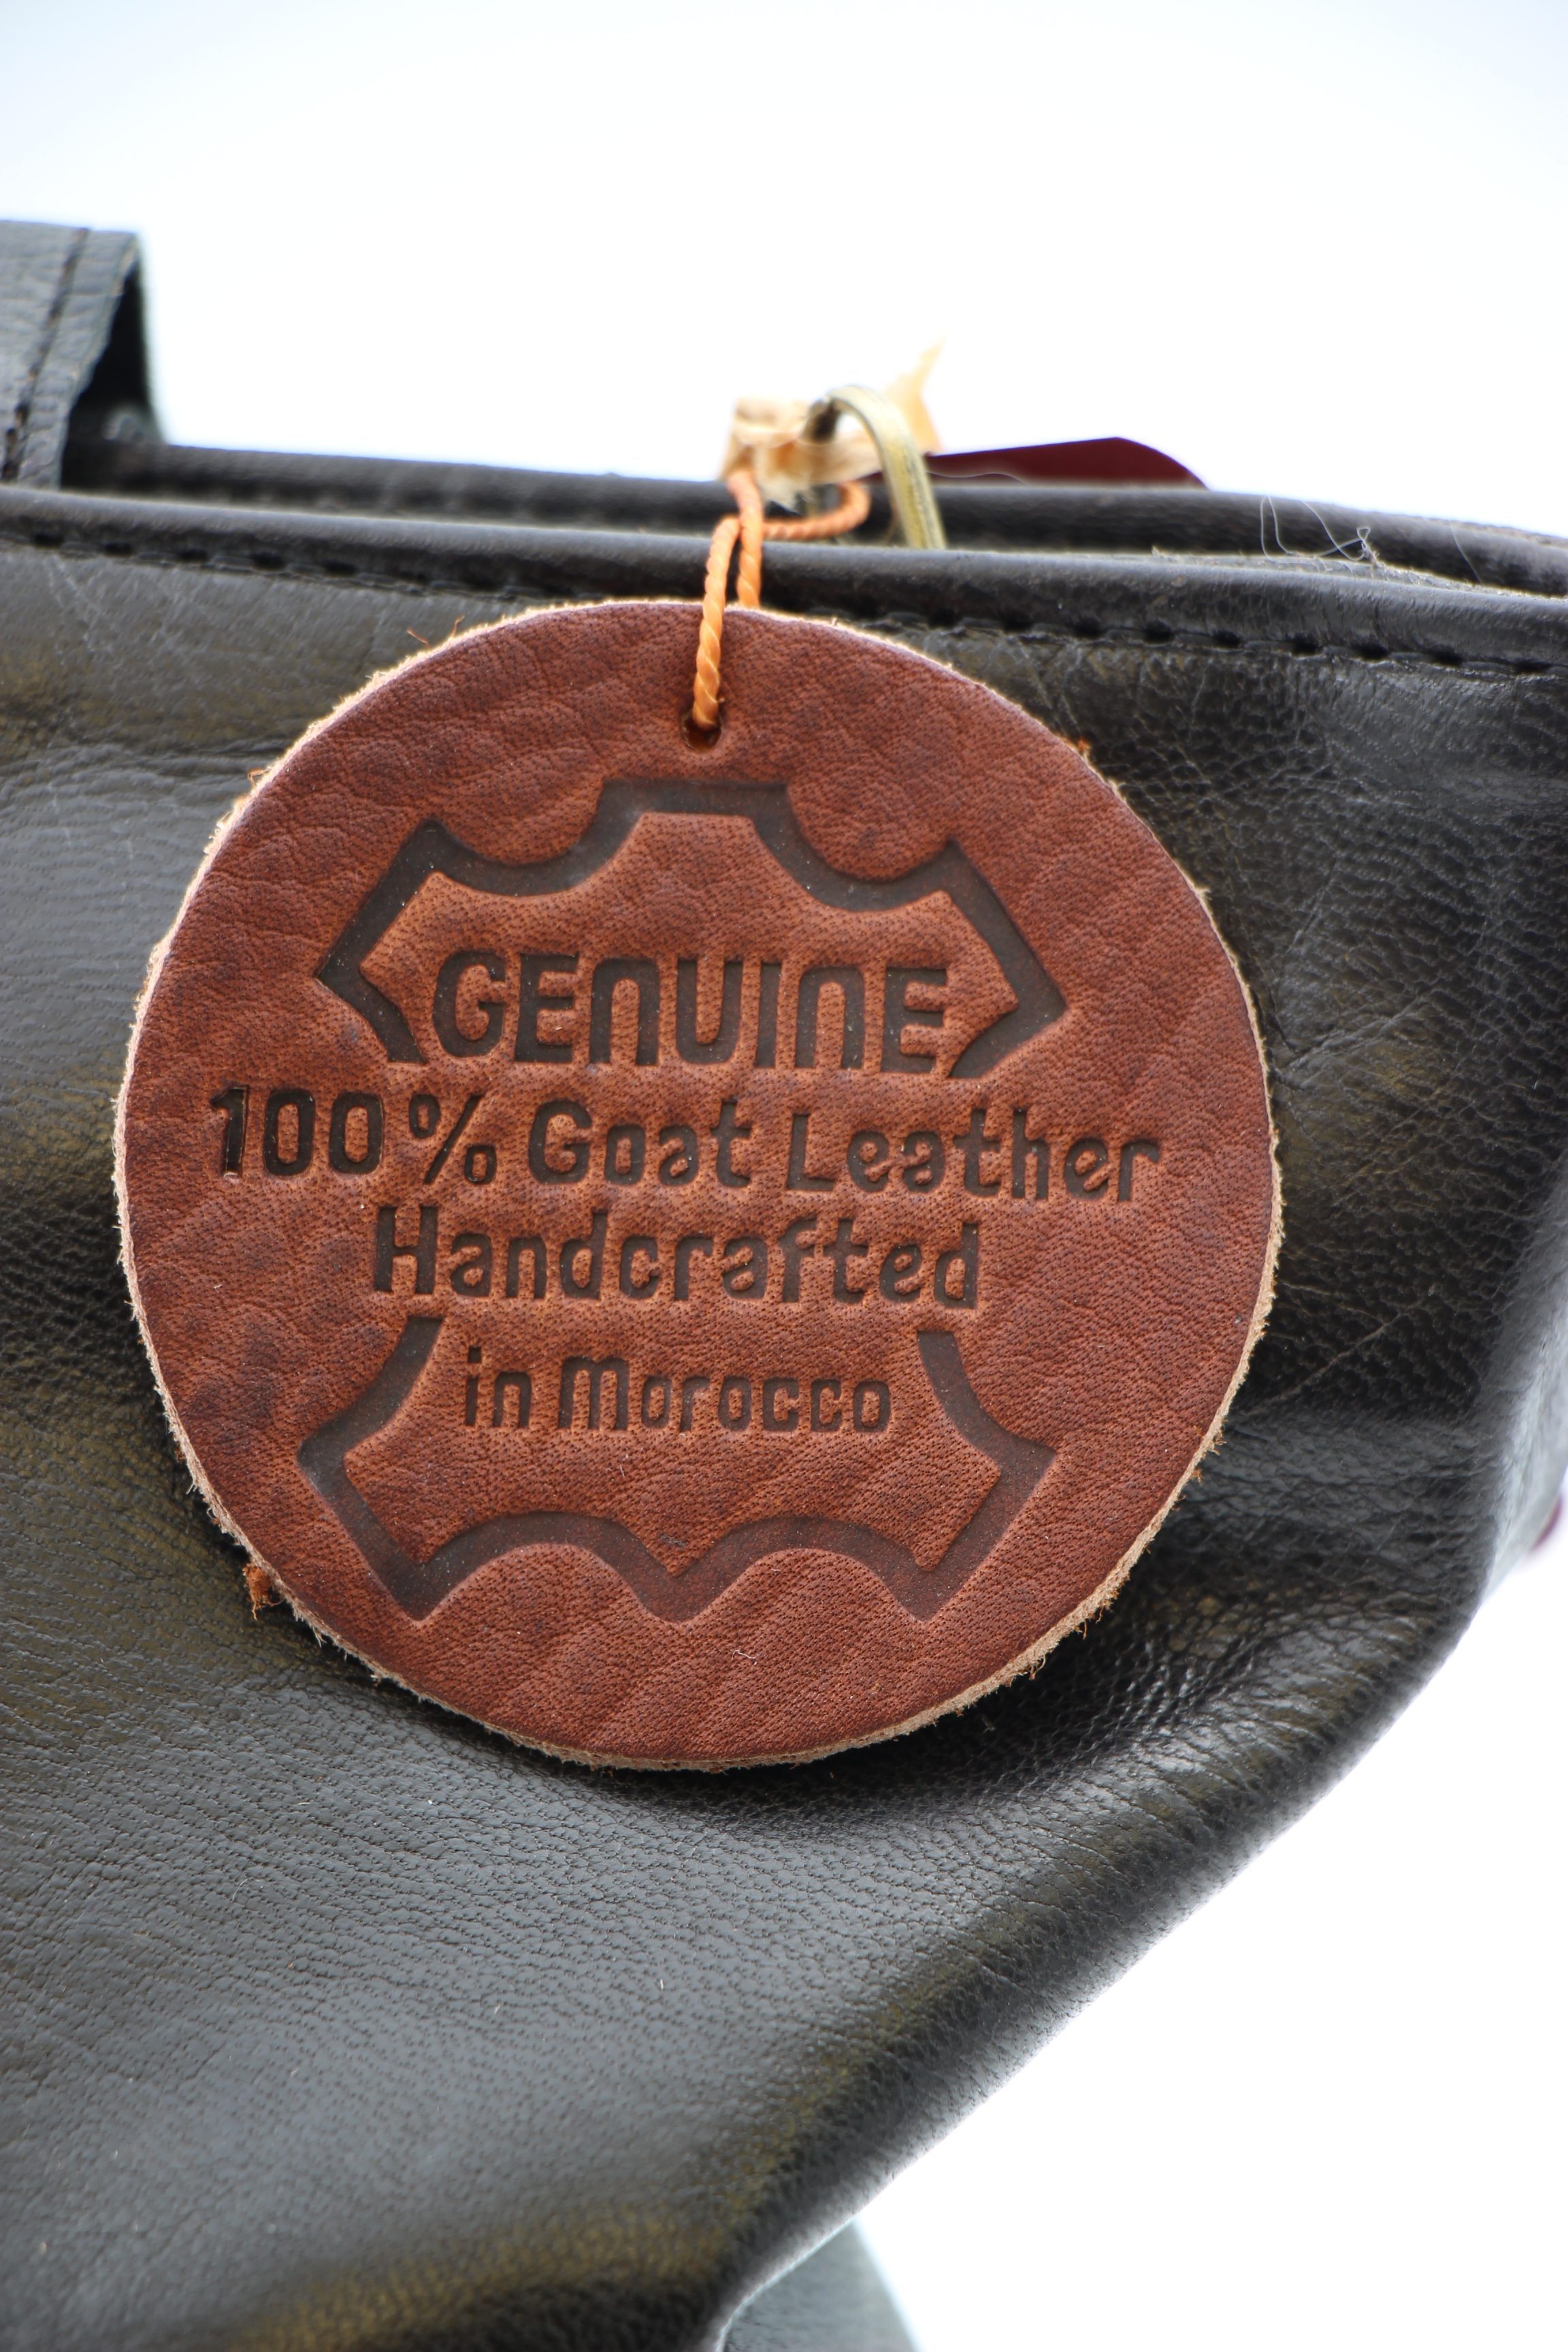 GENUINE
100% Goat Leather
Handcrafted
in Morocco